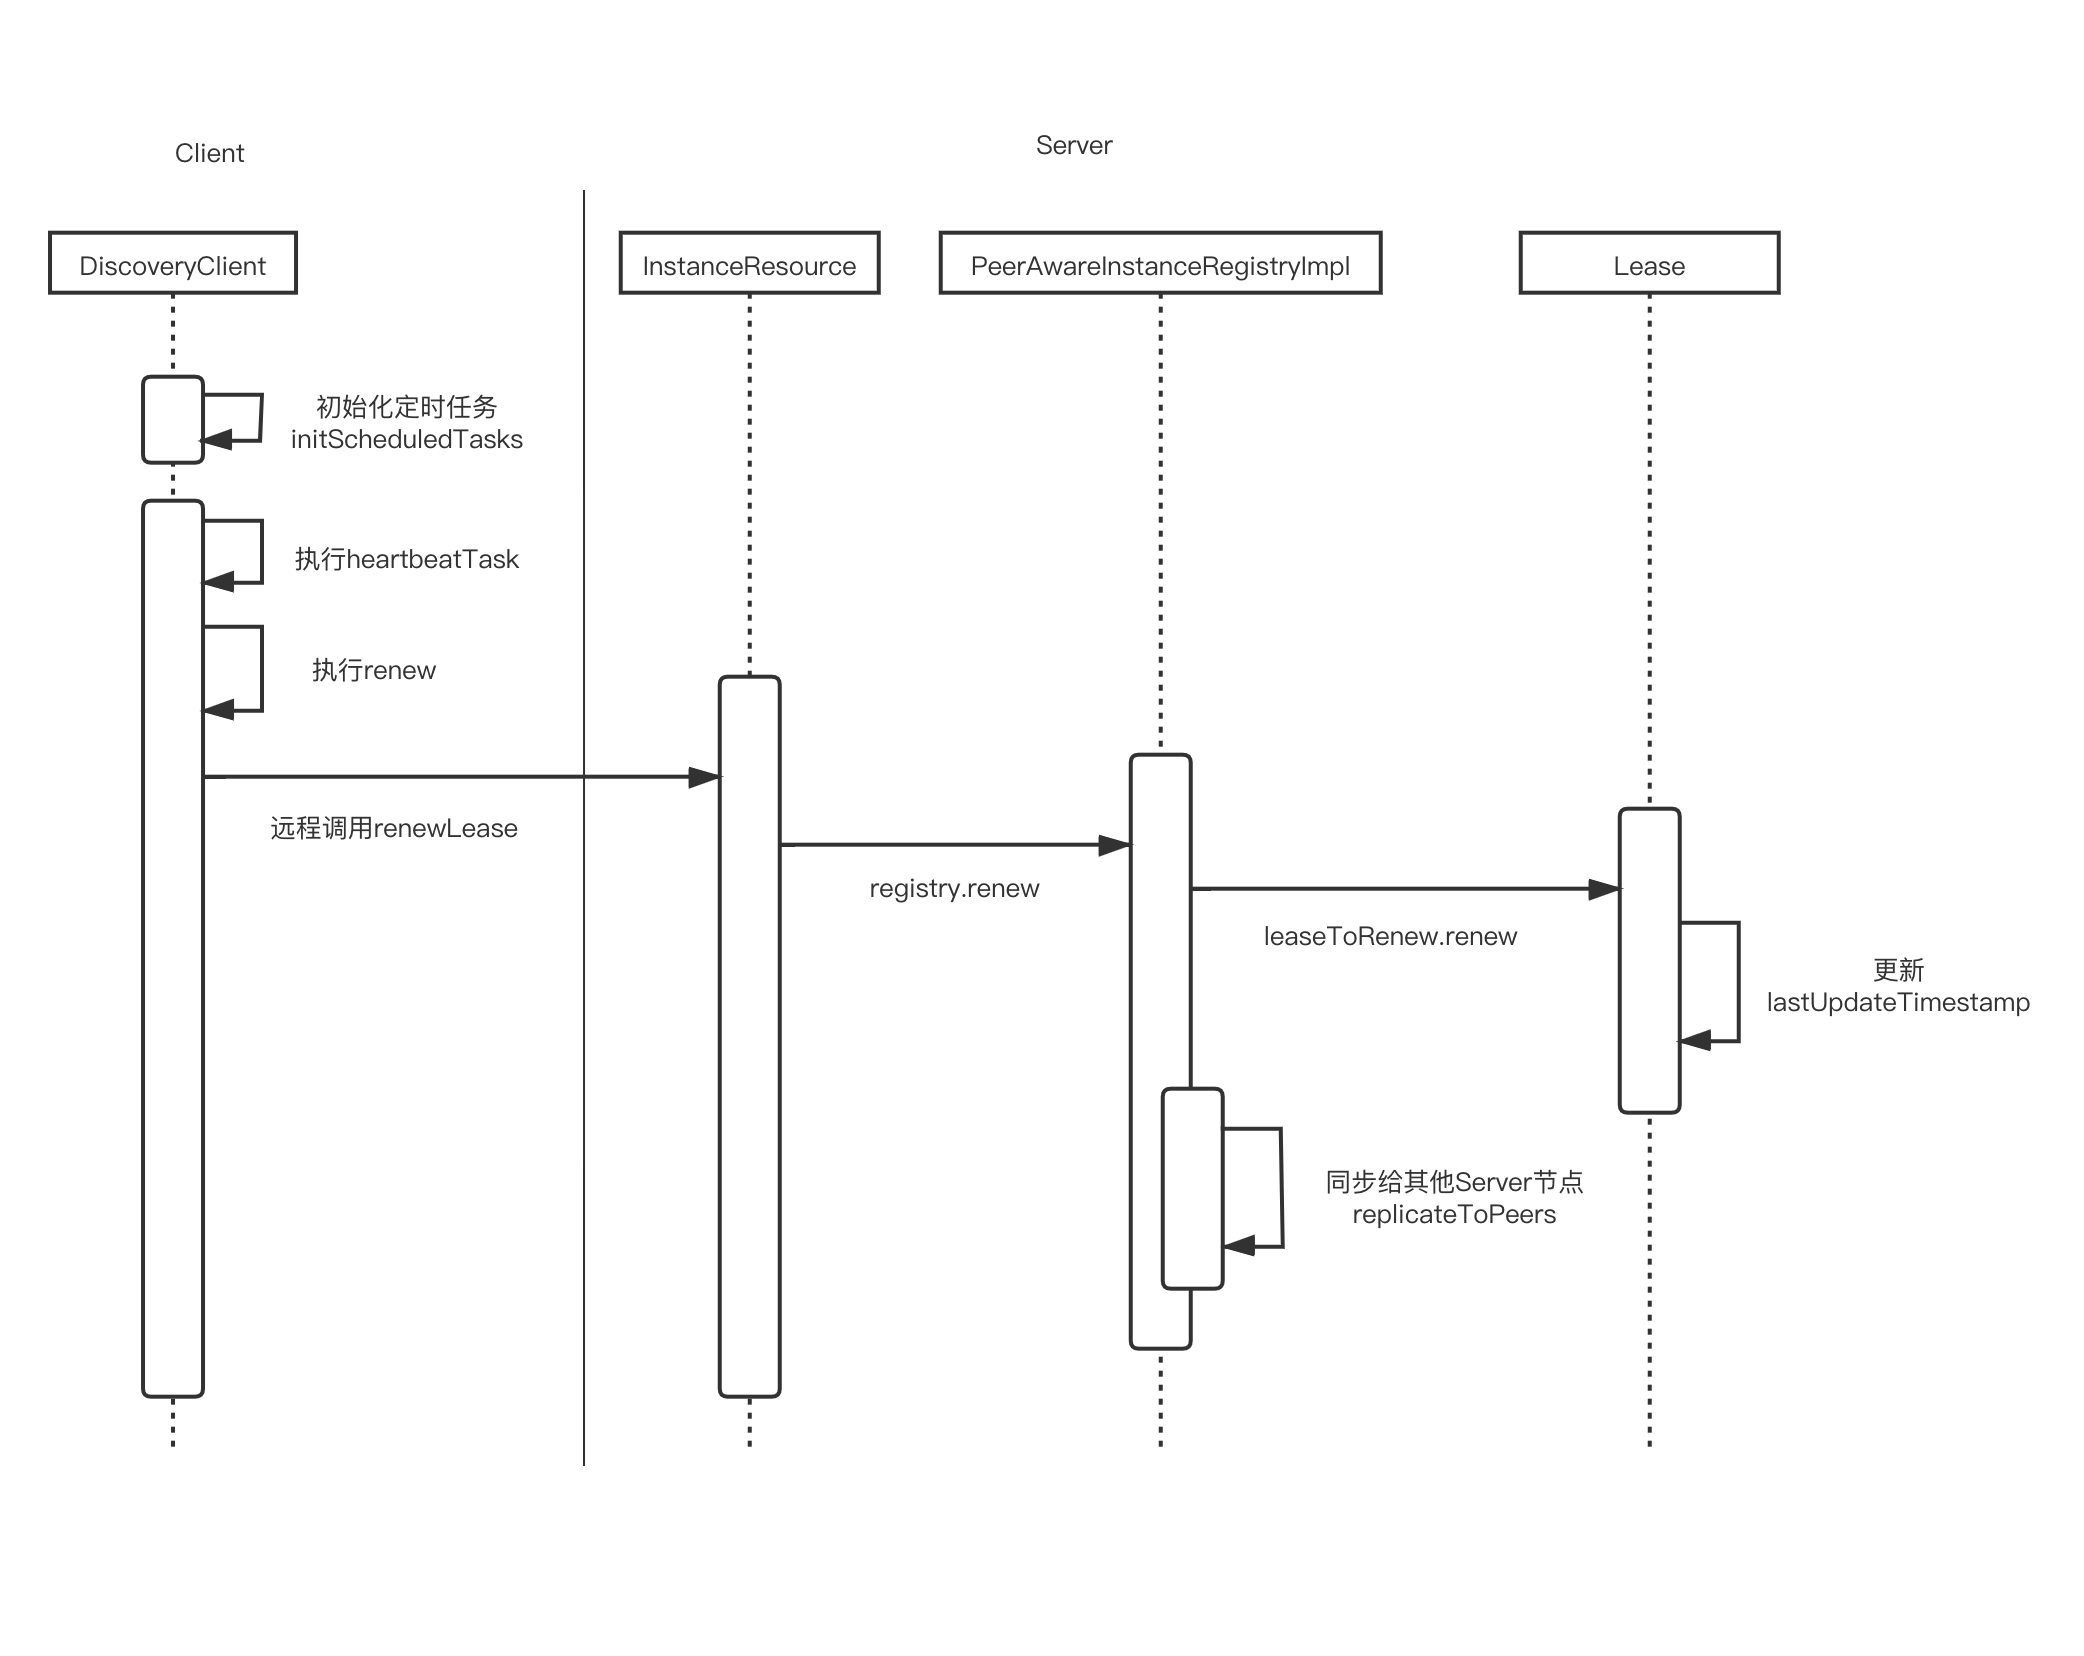 Client
Server
DiscoveryClient
InstanceResource
PeerAwareInstanceRegistryImpl
Lease
初始化定时任务
initScheduledTasks
执行heartbeatTask
执行renew
远程调用renewLease
registry.renew
leaseToRenew.renew
更新
lastUpdateTimestamp
同步给其他Server节点
replicateToPeers